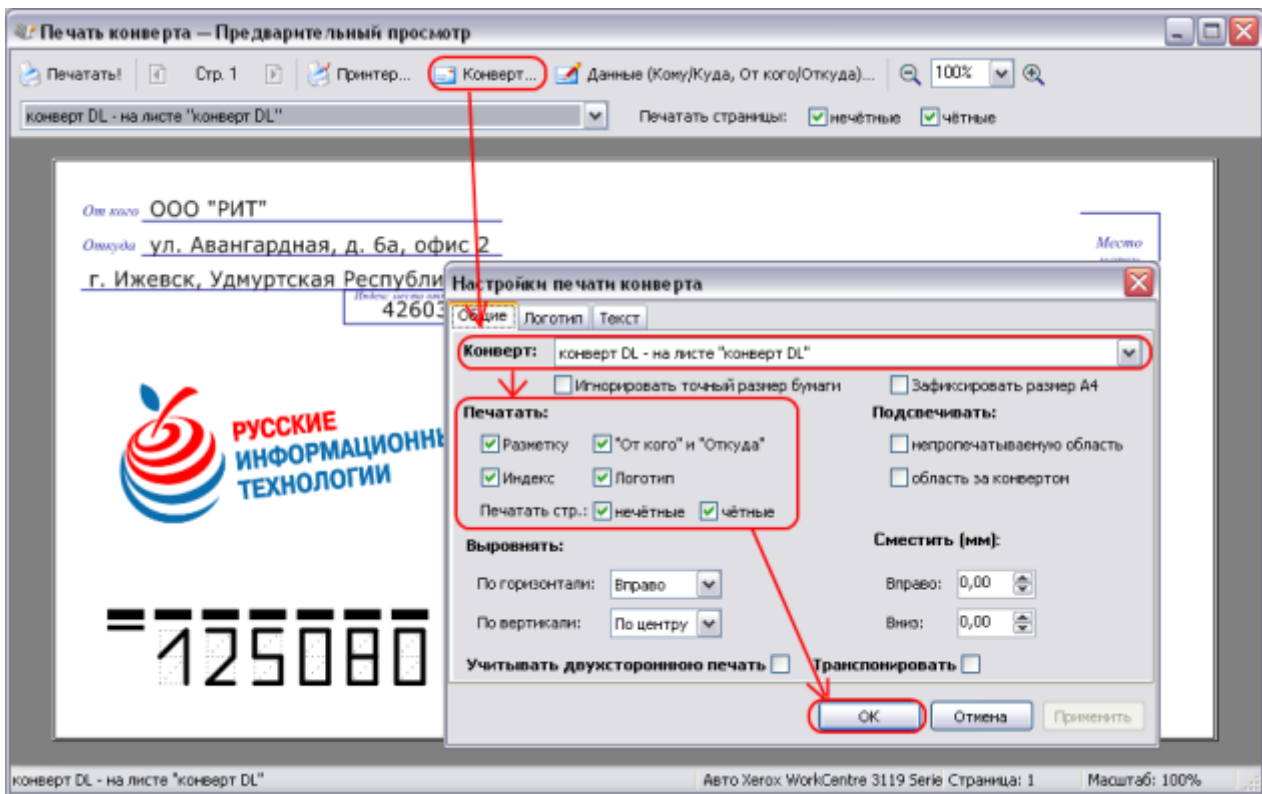 Печать конверта — Предварительный просмотр
Печатать! Стр. 1 Принтер... Конверт... Данные (Кому/Куда, От кого/Откуда)... 100%
конверт DL - на листе "конверт DL" Печатать страницы: нечётные чётные
От кого ООО "РИТ"
Откуда ул. Авангардная, д. 6а, офис 2
Место
г. Ижевск, Удмуртская Республи
Индекс места
42603
РУССКИЕ
ИНФОРМАЦИОННЫ
ТЕХНОЛОГИИ
125080
Настройки печати конверта
Общие Логотип Текст
Конверт: конверт DL - на листе "конверт DL"
Игнорировать точный размер бумаги Зафиксировать размер A4
Печатать: Подсвечивать:
Разметку "От кого" и "Откуда" непропечатываемую область
Индекс Логотип область за конвертом
Печатать стр.: нечётные чётные
Выровнять: Сместить (мм):
По горизонтали: Вправо Вправо: 0,00
По вертикали: По центру Вниз: 0,00
Учитывать двухстороннюю печать Транспонировать
ОК Отмена Применить
конверт DL - на листе "конверт DL" Авто Xerox WorkCentre 3119 Serie Страница: 1 Масштаб: 100%